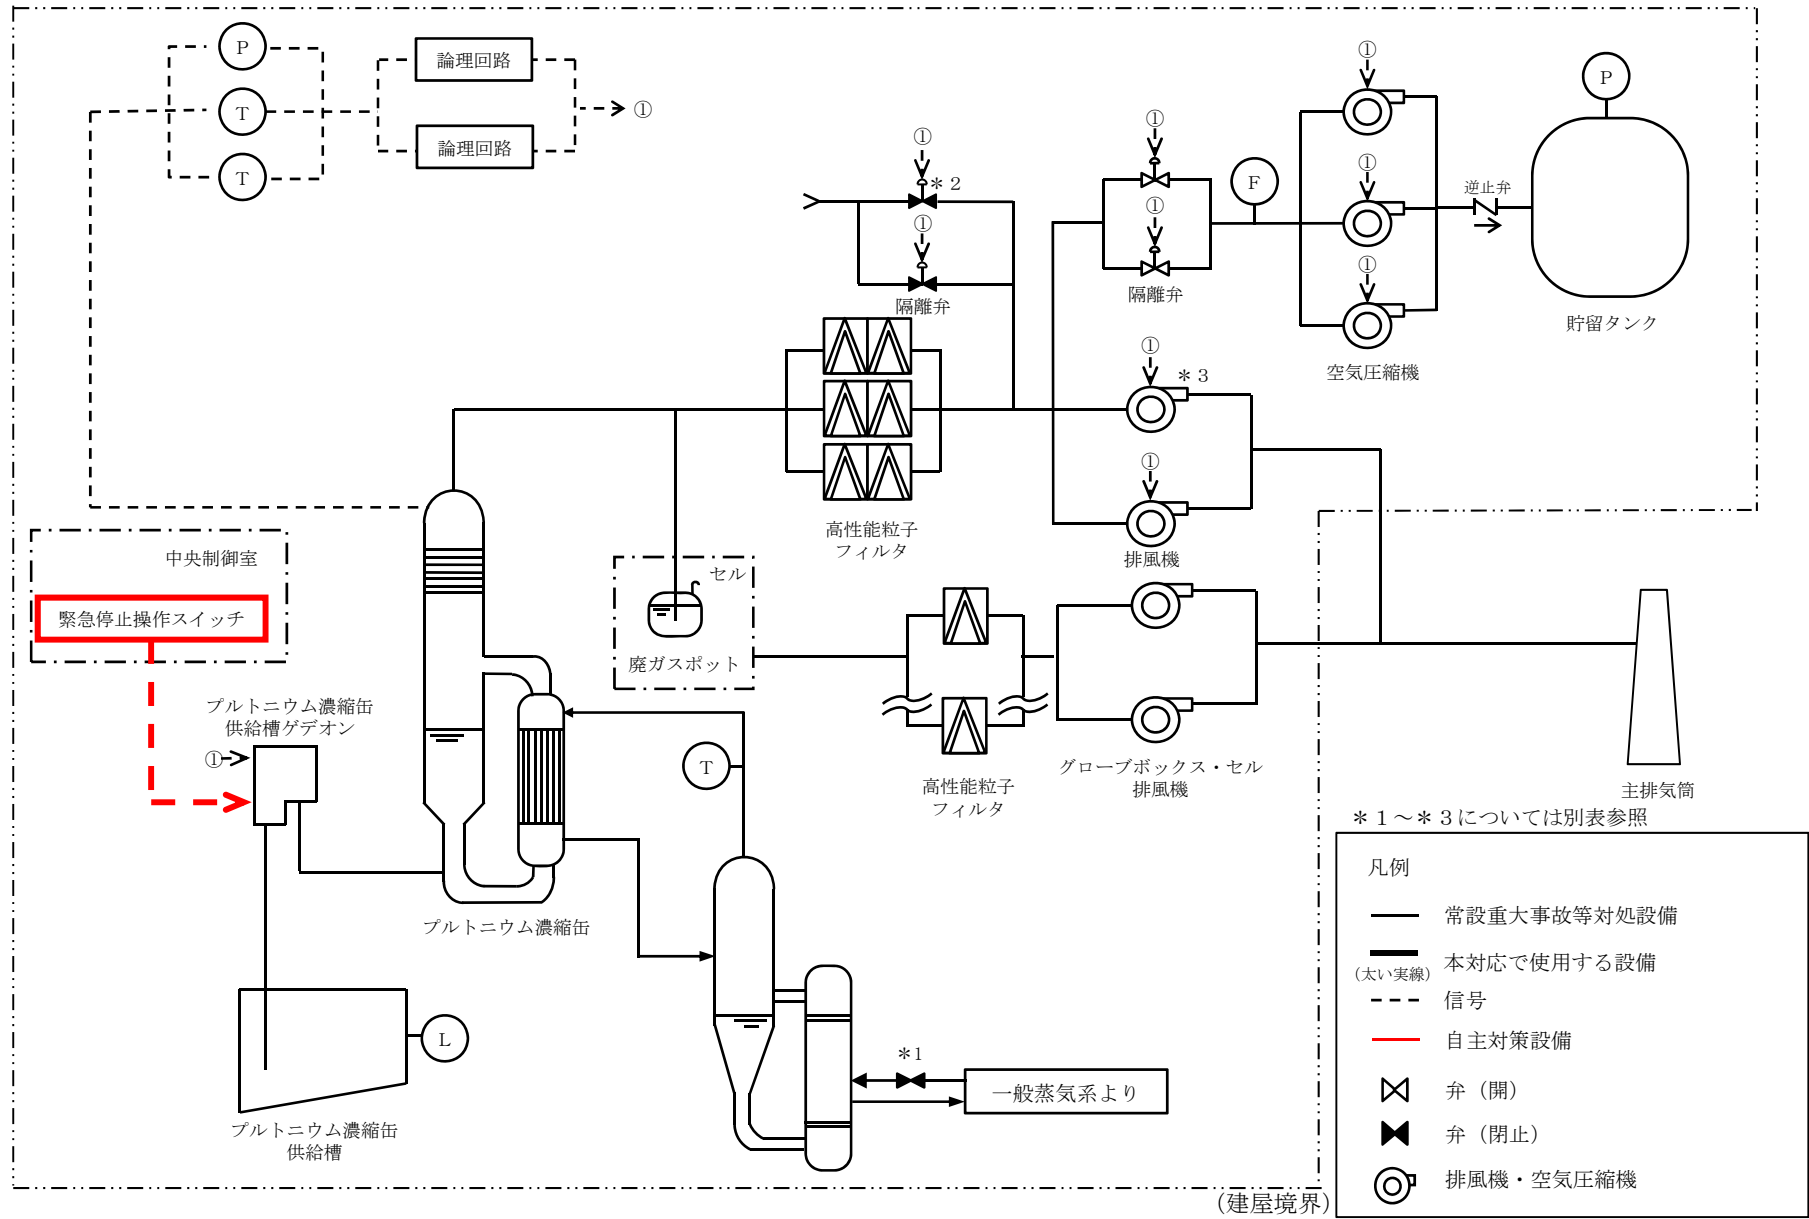 P
T
T
論理回路
論理回路
①
①
＊2
①
隔離弁
①
①
隔離弁
F
①
①
①
空気圧縮機
逆止弁
P
貯留タンク
①
＊3
①
排風機
高性能粒子
フィルタ
中央制御室
緊急停止操作スイッチ
セル
廃ガスポット
プルトニウム濃縮缶
供給槽ゲデオン
①
T
高性能粒子
フィルタ
グローブボックス・セル
排風機
主排気筒
プルトニウム濃縮缶
L
プルトニウム濃縮缶
供給槽
＊1
一般蒸気系より
＊1～＊3については別表参照
凡例
常設重大事故等対処設備
本対応で使用する設備
（太い実線）
信号
自主対策設備
弁（開）
弁（閉止）
排風機・空気圧縮機
（建屋境界）